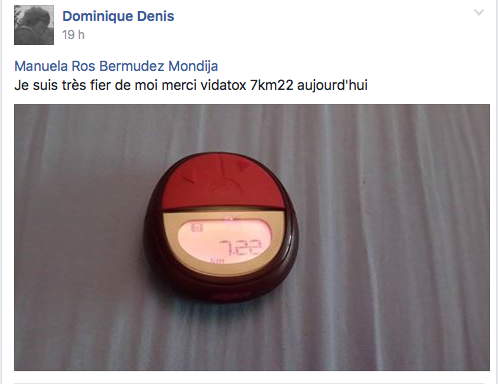 Dominique Denis
19 h
Manuela Ros Bermudez Mondija
Je suis très fier de moi merci vidatox 7km22 aujourd'hui
7.22
km